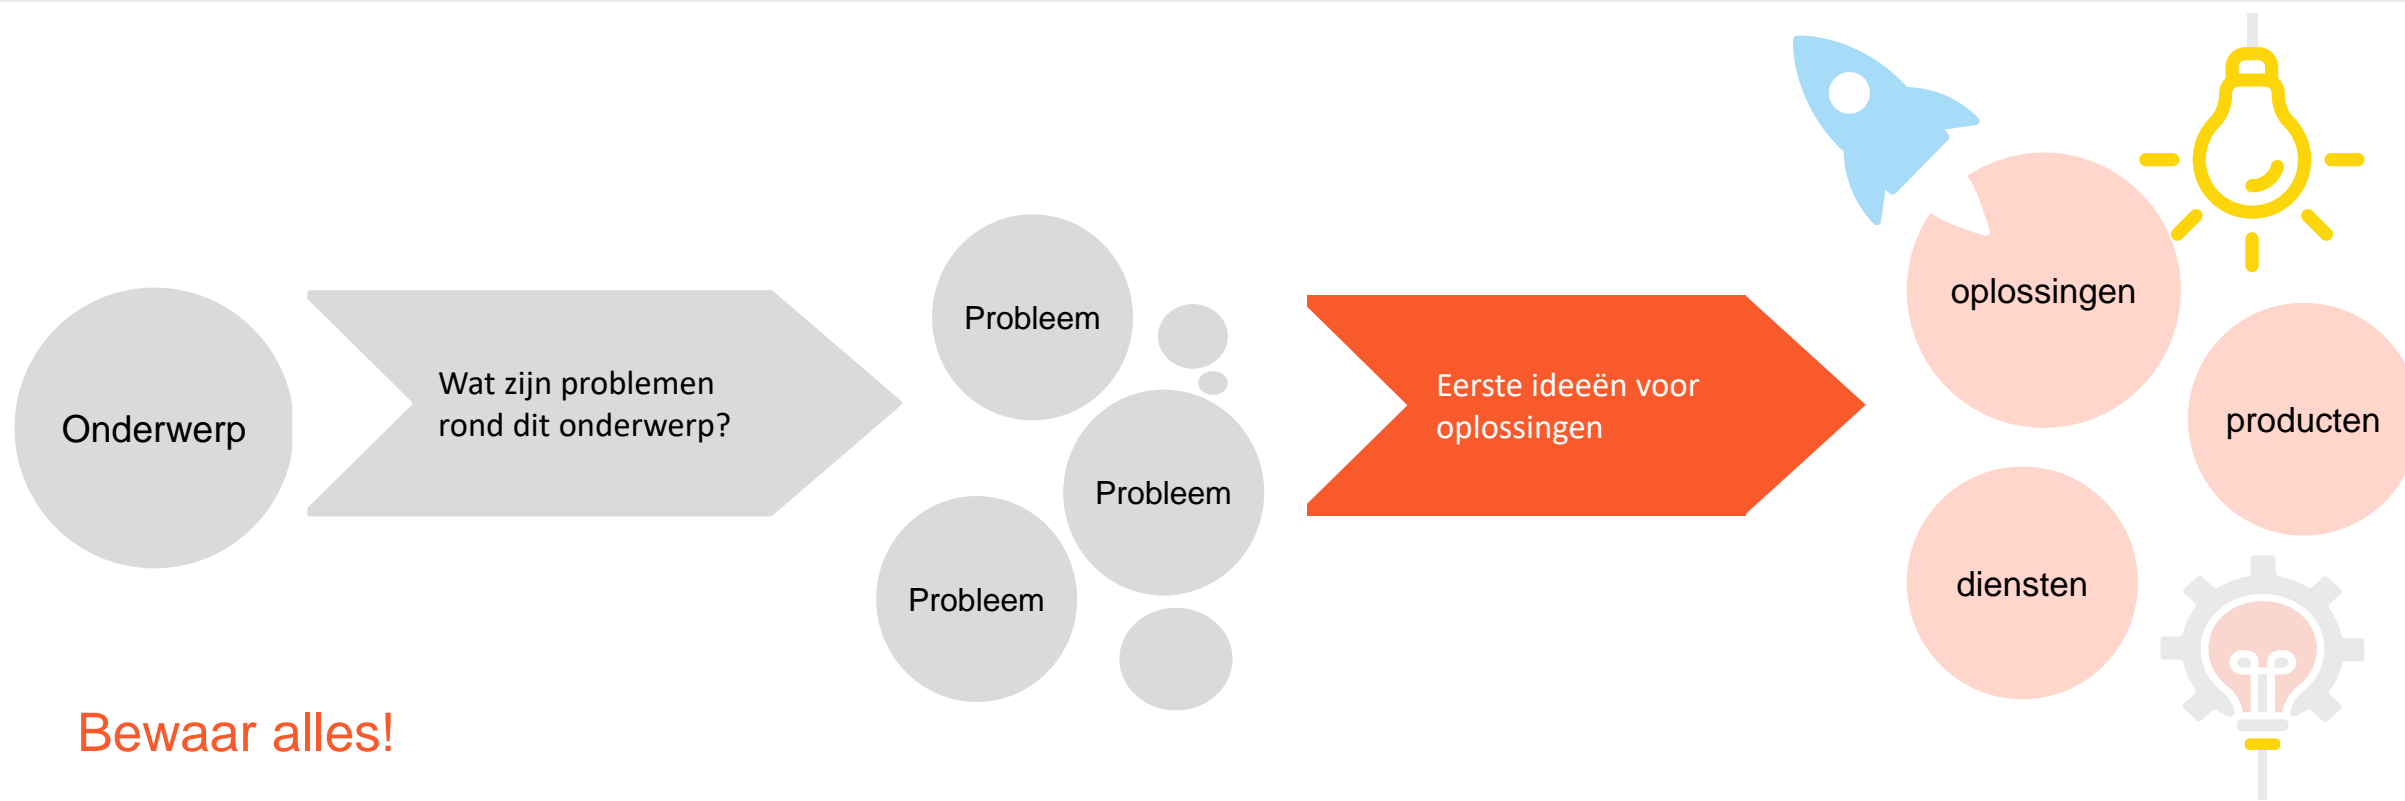 Onderwerp
Wat zijn problemen
rond dit onderwerp?
Probleem
Probleem
Probleem
Eerste ideeën voor
oplossingen
oplossingen
producten
diensten
Bewaar alles!